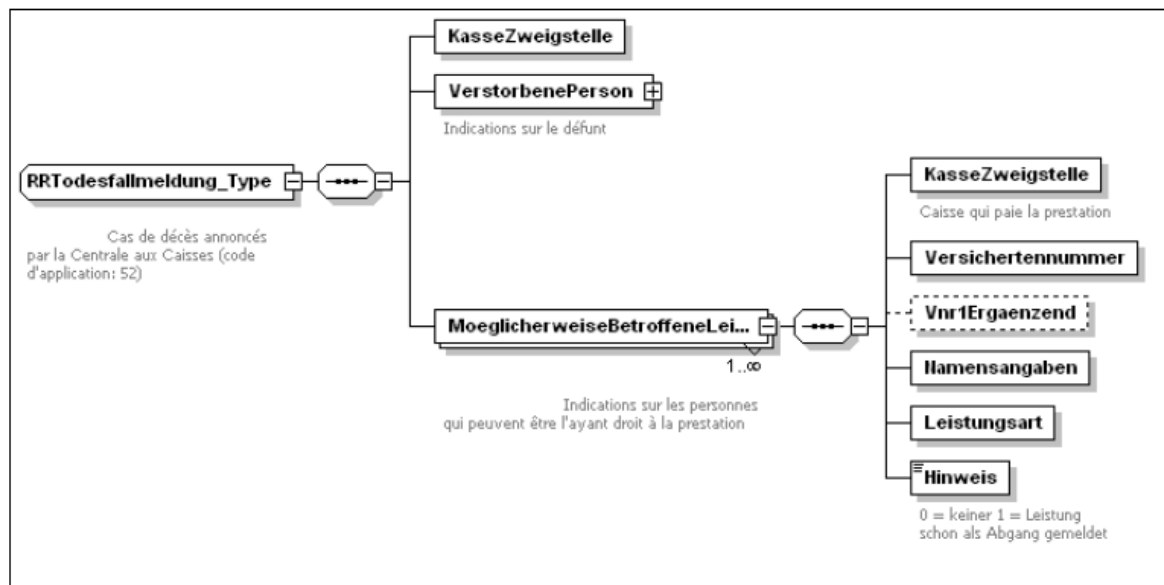 KasseZweigstelle
VerstorbenePerson
Indications sur le défunt
RRTodesfallmeldung_Type
Cas de décès annoncés
par la Centrale aux Caisses (code
d'application: 52)
MoeglicherweiseBetroffeneLei...
1..∞
Indications sur les personnes
qui peuvent être l'ayant droit à la prestation
KasseZweigstelle
Caisse qui paie la prestation
Versichertennummer
Vnr1Ergaenzend
Namensangaben
Leistungsart
Hinweis
0 = keiner 1 = Leistung
schon als Abgang gemeldet